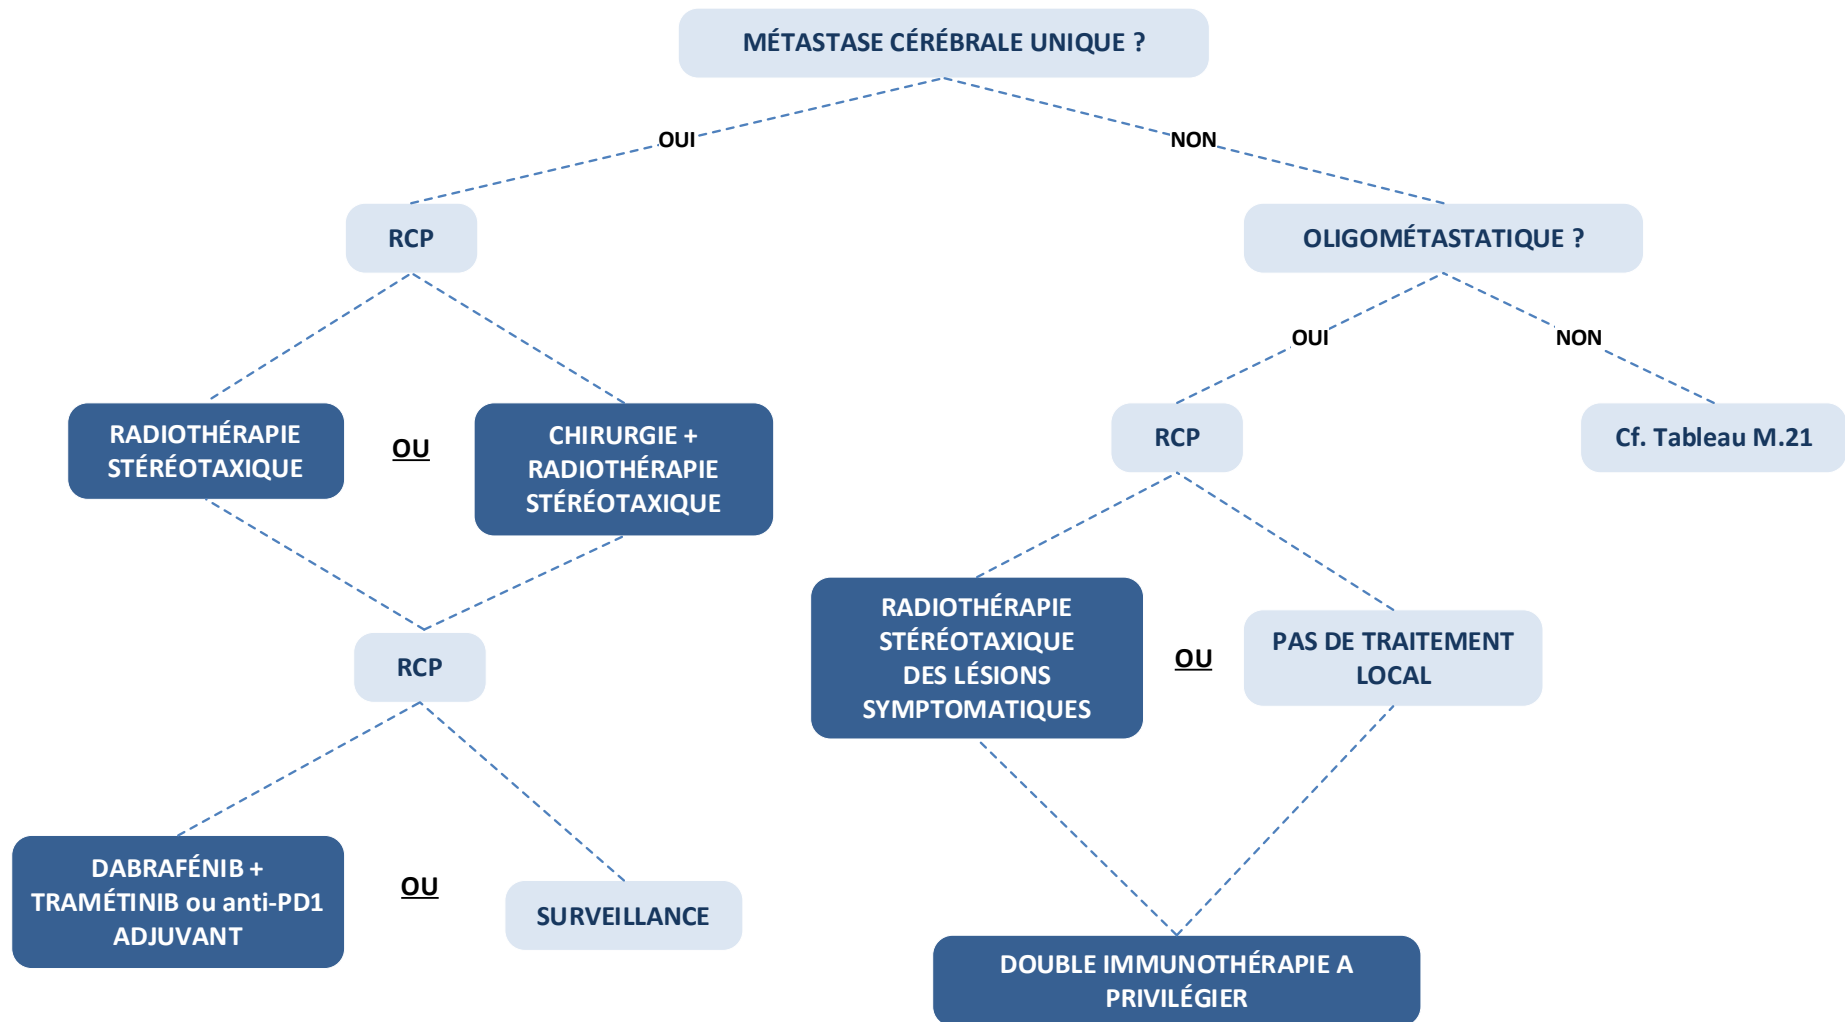 MÉTASTASE CÉRÉBRALE UNIQUE ?
OUI
NON
RCP
OLIGOMÉTASTATIQUE ?
OUI
NON
RADIOTHÉRAPIE
STÉRÉOTAXIQUE
OU
CHIRURGIE +
RADIOTHÉRAPIE
STÉRÉOTAXIQUE
RCP
Cf. Tableau M.21
RCP
RADIOTHÉRAPIE
STÉRÉOTAXIQUE
DES LÉSIONS
SYMPTOMATIQUES
OU
PAS DE TRAITEMENT
LOCAL
DABRAFÉNIB +
TRAMÉTINIB ou anti-PD1
ADJUVANT
OU
SURVEILLANCE
DOUBLE IMMUNOTHÉRAPIE A
PRIVILÉGIER